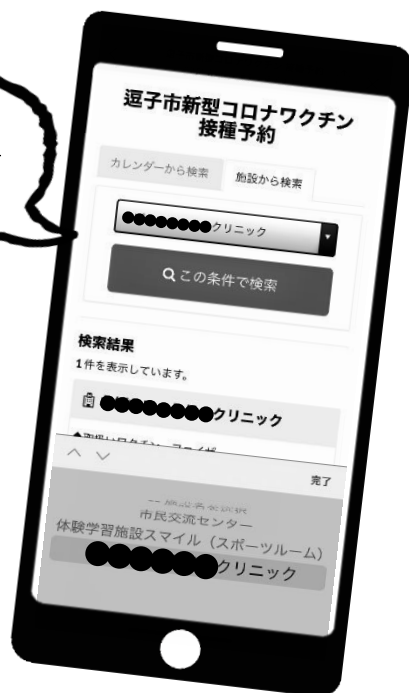 逗子市新型コロナワクチン
接種予約
カレンダーから検索 施設から検索
●●●●●●●●クリニック
この条件で検索
検索結果
1件を表示しています。
●●●●●●●●クリニック
完了
市民交流センター
体験学習施設スマイル（スポーツルーム）
●●●●●●クリニック